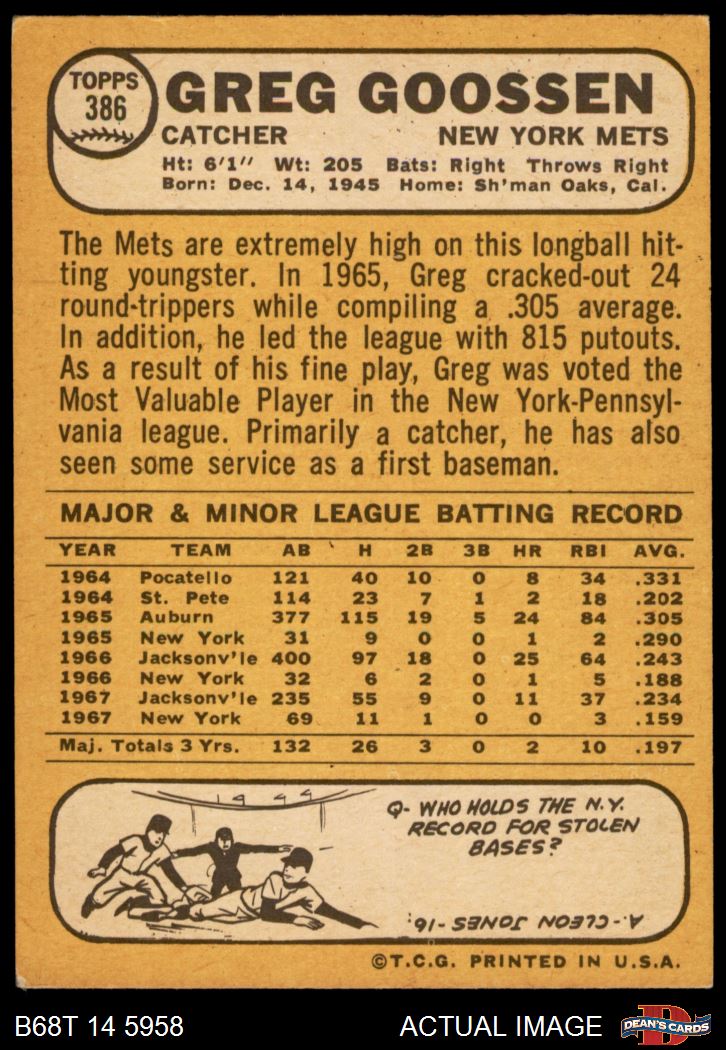 TOPPS
386
GREG GOOSSEN
CATCHER NEW YORK METS
Ht: 6'1" Wt: 205 Bats: Right Throws Right
Born: Dec. 14, 1945 Home: Sh'man Oaks, Cal.
The Mets are extremely high on this longball hit-
ting youngster. In 1965, Greg cracked-out 24
round-trippers while compiling a .305 average.
In addition, he led the league with 815 putouts.
As a result of his fine play, Greg was voted the
Most Valuable Player in the New York-Pennsyl-
vania league. Primarily a catcher, he has also
seen some service as a first baseman.
MAJOR & MINOR LEAGUE BATTING RECORD
YEAR TEAM AB H 2B 3B HR RBI AVG.
1964 Pocatello 121 40 10 0 8 34 .331
1964 St. Pete 114 23 7 1 2 18 .202
1965 Auburn 377 115 19 5 24 84 .305
1965 New York 31 9 0 0 1 2 .290
1966 Jacksonv'le 400 97 18 0 25 64 .243
1966 New York 32 6 2 0 1 5 .188
1967 Jacksonv'le 235 55 9 0 11 37 .234
1967 New York 69 11 1 0 0 3 .159
Maj. Totals 3 Yrs. 132 26 3 0 2 10 .197
Q- WHO HOLDS THE N.Y.
RECORD FOR STOLEN
BASES?
A.- CLEON JONES -16.
©T.C.G. PRINTED IN U.S.A.
B68T 14 5958 ACTUAL IMAGE
D
DEAN'S CARDS